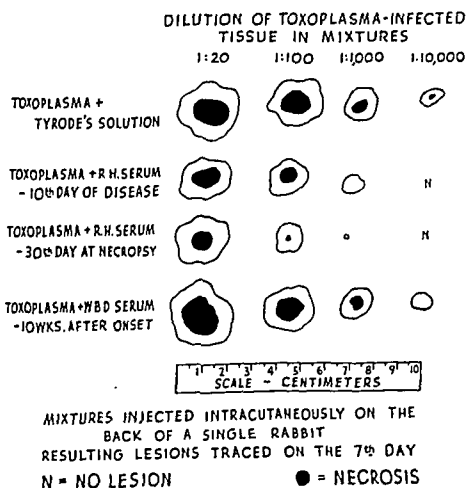 DILUTION OF TOXOPLASMA-INFECTED
TISSUE IN MIXTURES
1:20 1:100 1:1,000 1:10,000
TOXOPLASMA +
TYRODE'S SOLUTION
TOXOPLASMA + R.H. SERUM
-10th DAY OF DISEASE
N
TOXOPLASMA + R.H. SERUM
-30th DAY AT NECROPSY
N
TOXOPLASMA + WBD SERUM
-10 WKS. AFTER ONSET
1 2 3 4 5 6 7 8 9 10
SCALE - CENTIMETERS
MIXTURES INJECTED INTRACUTANEOUSLY ON THE
BACK OF A SINGLE RABBIT
RESULTING LESIONS TRACED ON THE 7th DAY
N = NO LESION = NECROSIS